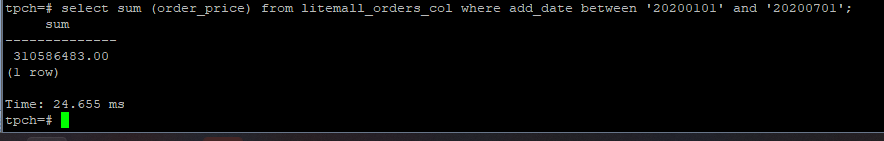 tpch=# select sum (order_price) from litemall_orders_col where add_date between '20200101' and '20200701';
sum
--------------
310586483.00
(1 row)
Time: 24.655 ms
tpch=#